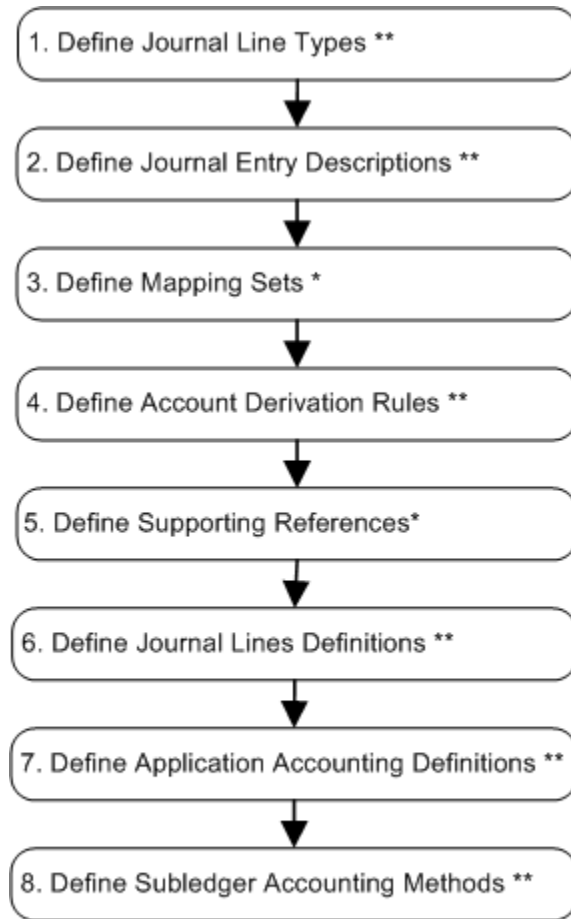 1. Define Journal Line Types **
2. Define Journal Entry Descriptions **
3. Define Mapping Sets *
4. Define Account Derivation Rules **
5. Define Supporting References*
6. Define Journal Lines Definitions **
7. Define Application Accounting Definitions **
8. Define Subledger Accounting Methods **